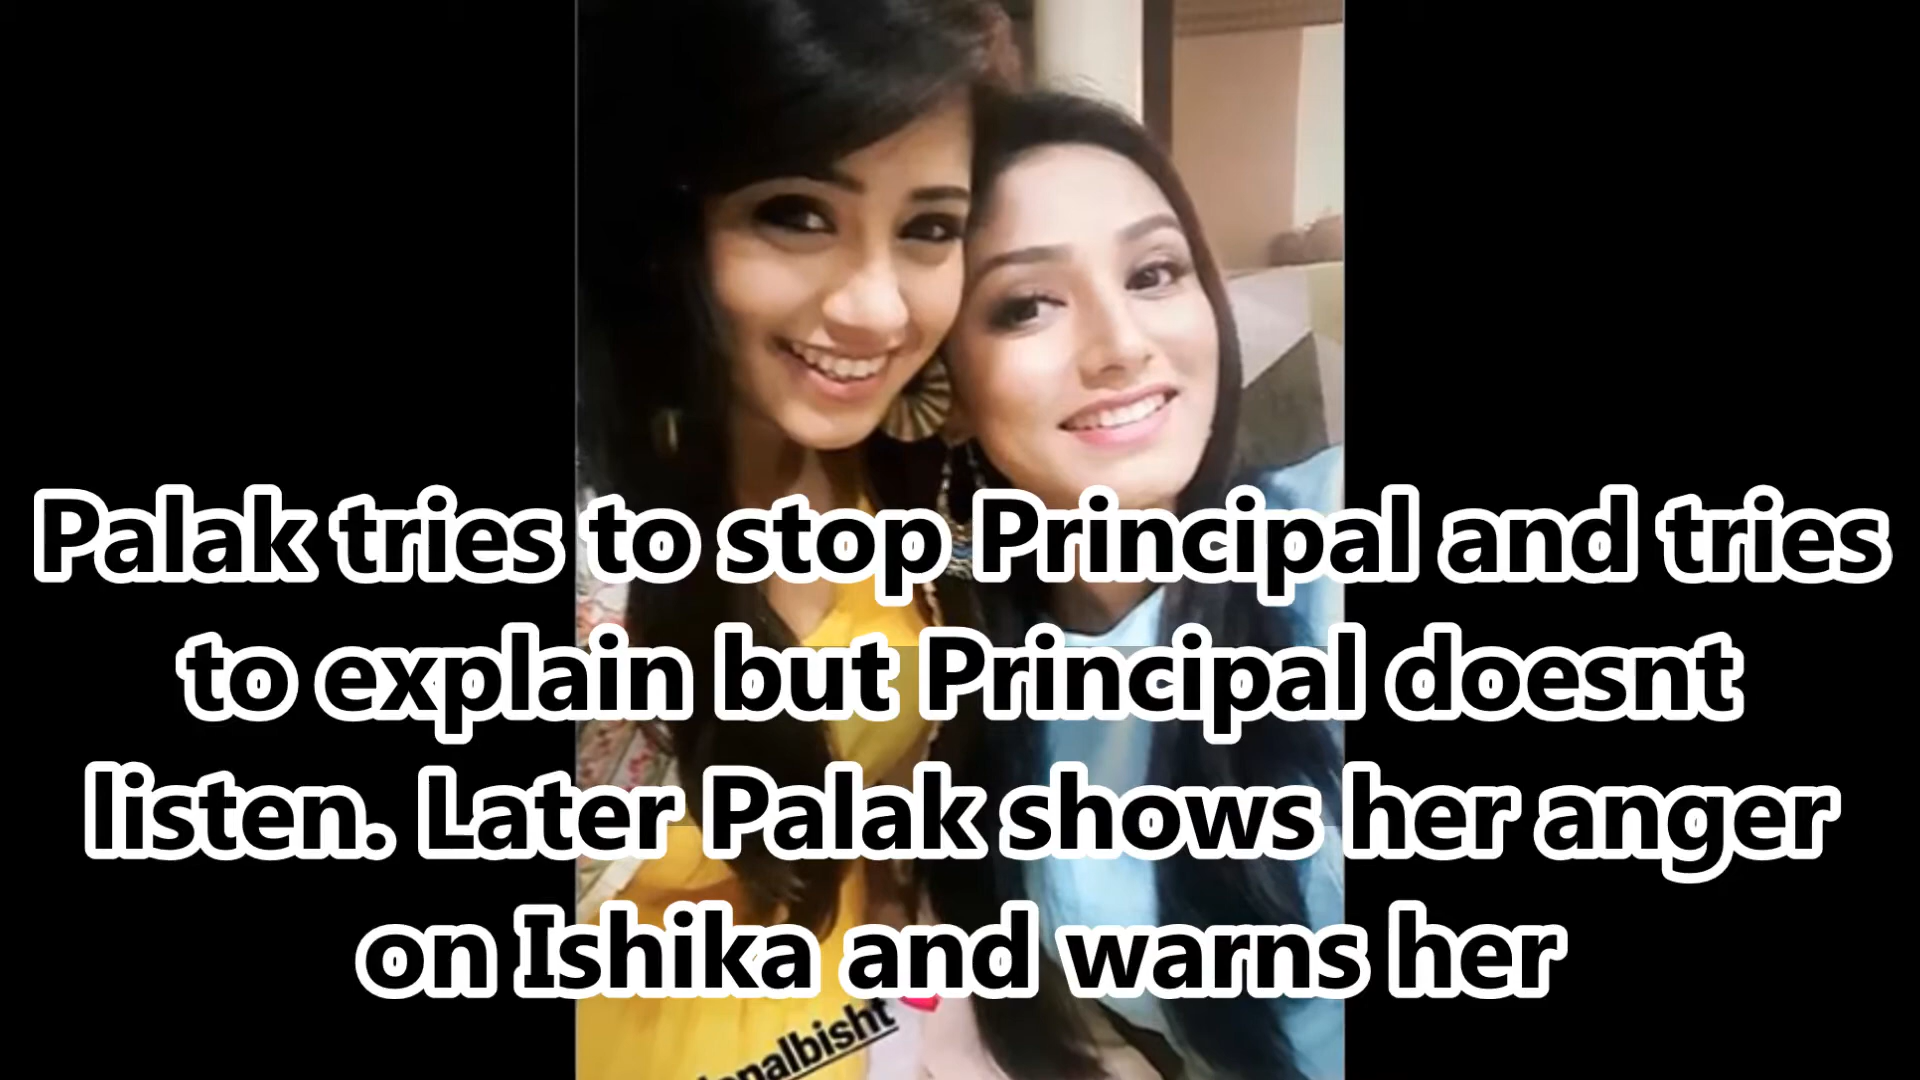 Palak tries to stop Principal and tries
to explain but Principal doesnt
listen. Later Palak shows her anger
on Ishika and warns her